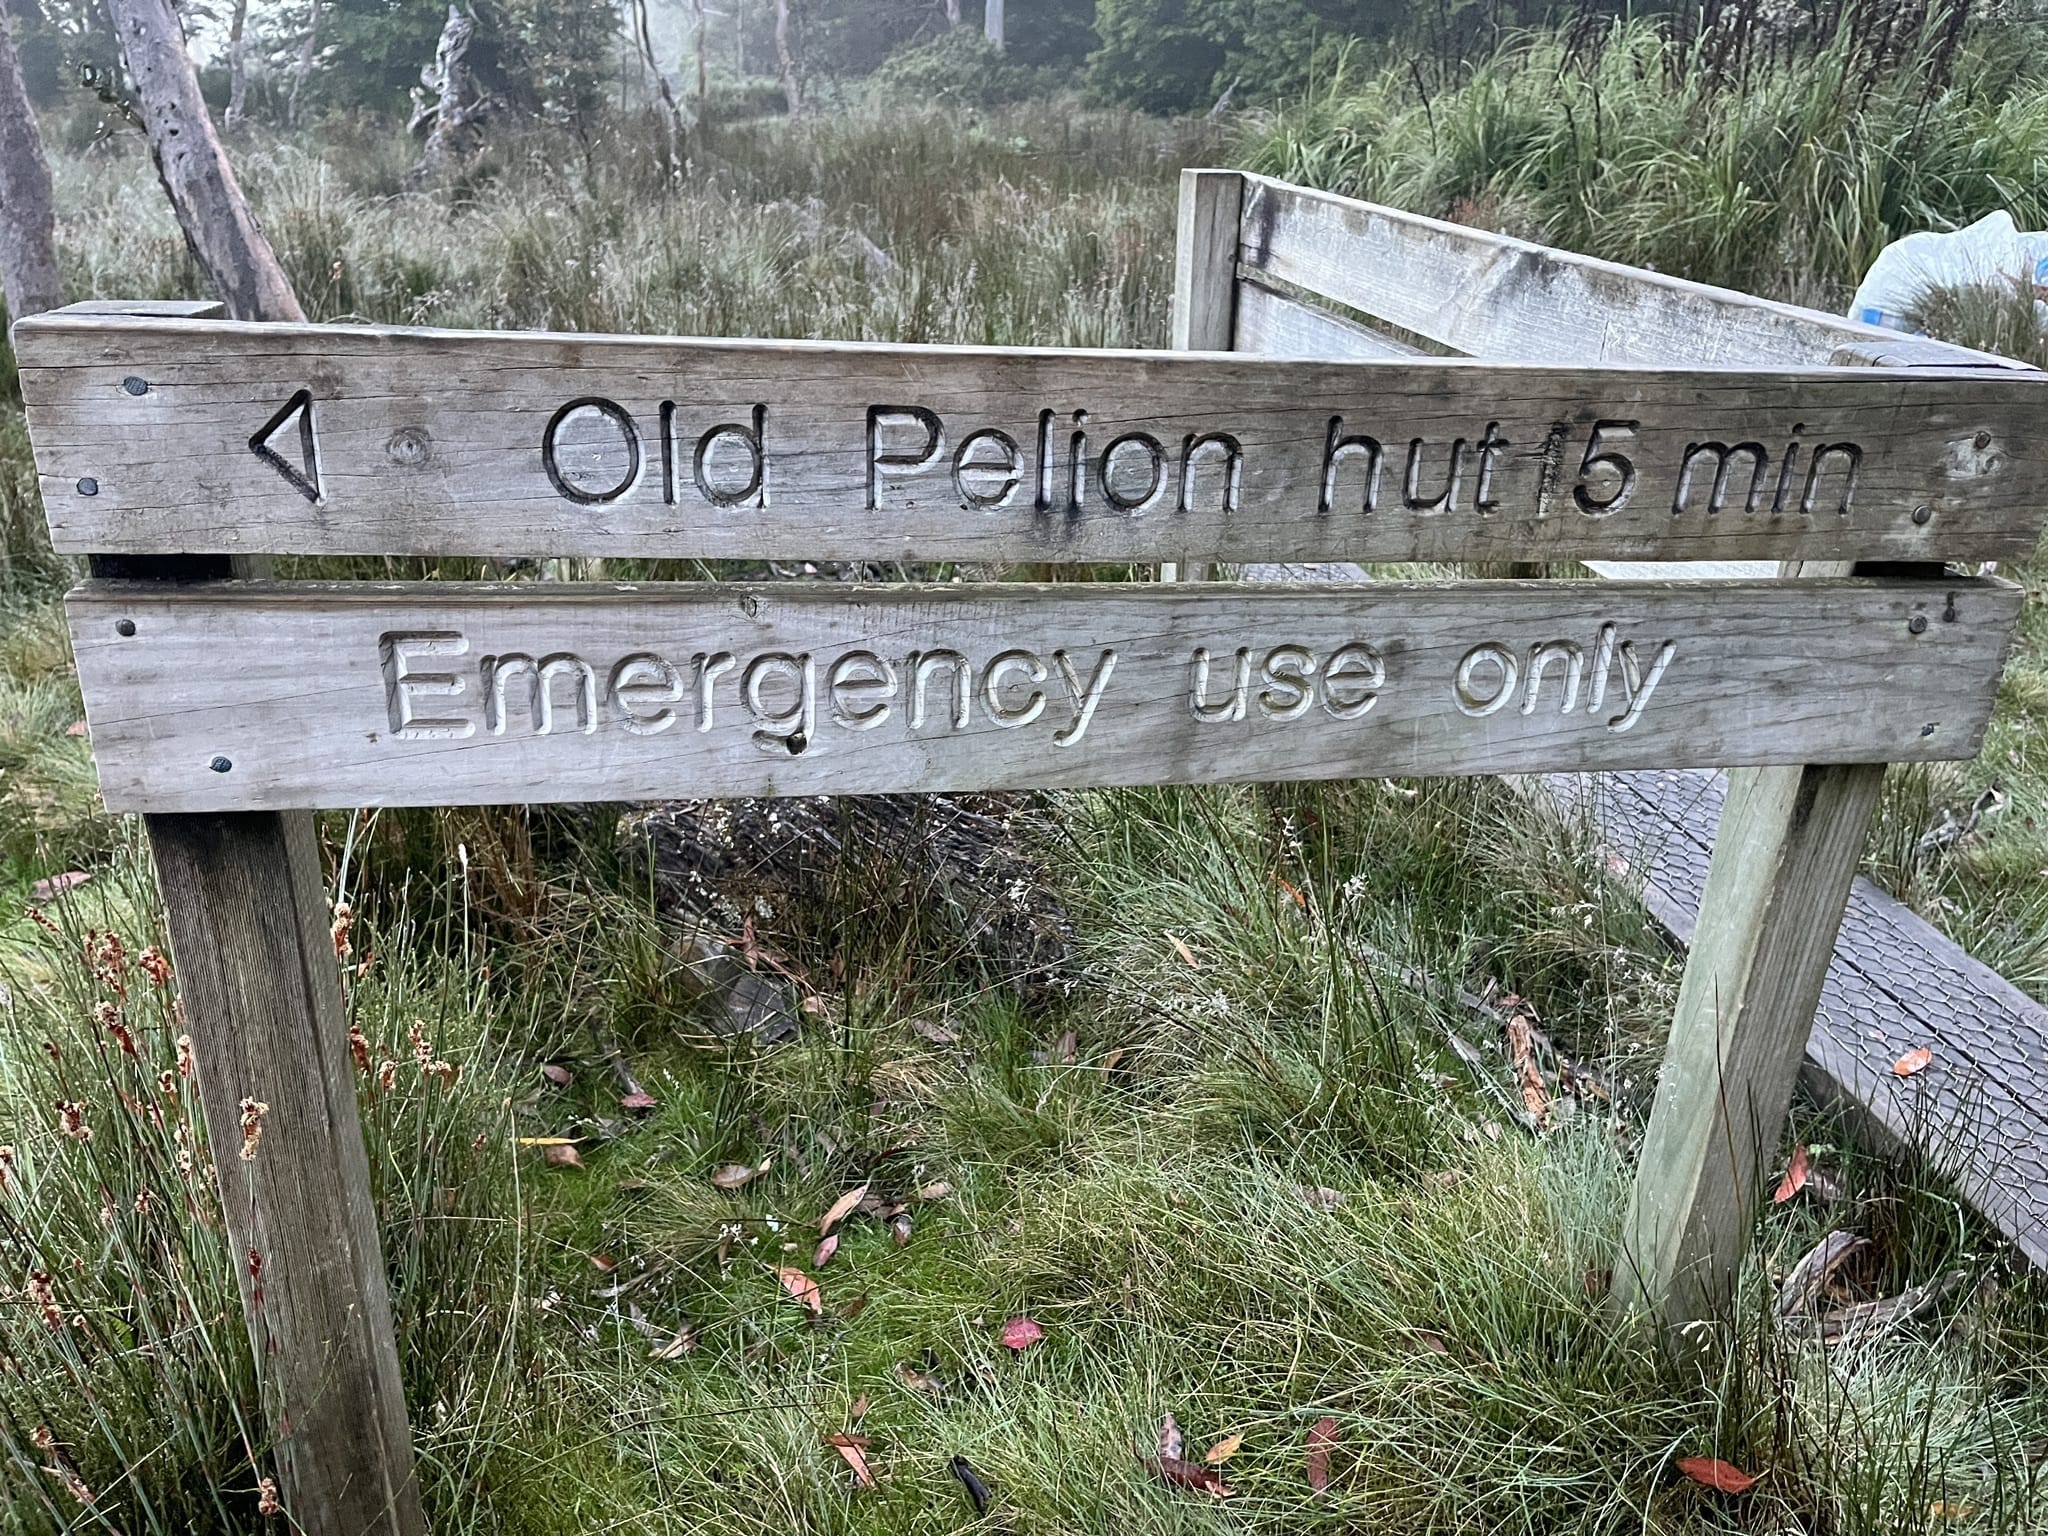 ◁ Old Pelion hut 15 min
Emergency use only